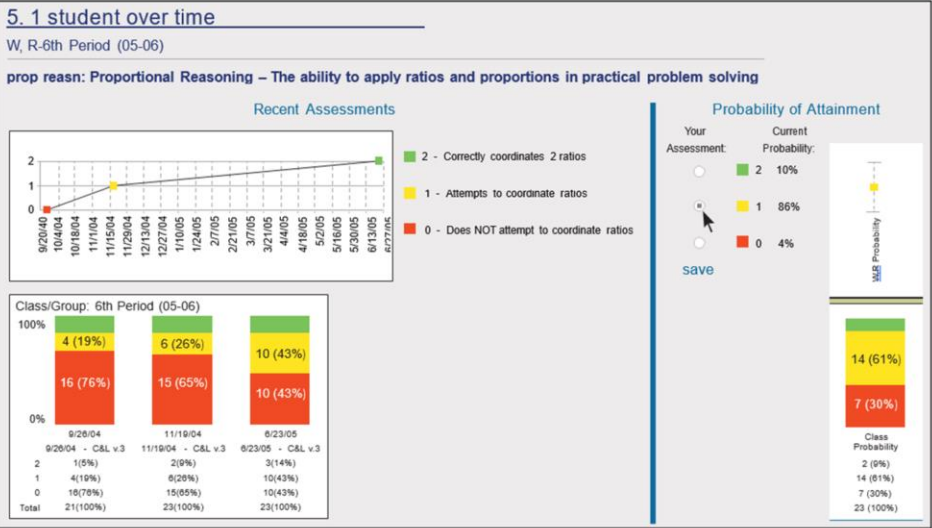 5. 1 student over time
W, R-6th Period (05-06)
prop reasn: Proportional Reasoning – The ability to apply ratios and proportions in practical problem solving
Recent Assessments
2
1
0
9/20/40
10/4/04
10/18/04
11/1/04
11/15/04
11/29/04
12/13/04
12/27/04
1/10/05
1/24/05
2/7/05
2/21/05
3/7/05
3/21/05
4/4/05
4/18/05
5/2/05
5/16/05
5/30/05
6/13/05
6/27/05
2 - Correctly coordinates 2 ratios
1 - Attempts to coordinate ratios
0 - Does NOT attempt to coordinate ratios
Class/Group: 6th Period (05-06)
100%
0%
4 (19%)
16 (76%)
6 (26%)
15 (65%)
10 (43%)
10 (43%)
9/26/04 11/19/04 6/23/05
9/26/04 - C&L v.3 11/19/04 - C&L v.3 6/23/05 - C&L v.3
2 1(5%) 2(9%) 3(14%)
1 4(19%) 6(26%) 10(43%)
0 16(76%) 15(65%) 10(43%)
Total 21(100%) 23(100%) 23(100%)
Probability of Attainment
Your Current
Assessment: Probability:
2 10%
1 86%
0 4%
save
W,R Probability
14 (61%)
7 (30%)
Class
Probability
2 (9%)
14 (61%)
7 (30%)
23 (100%)